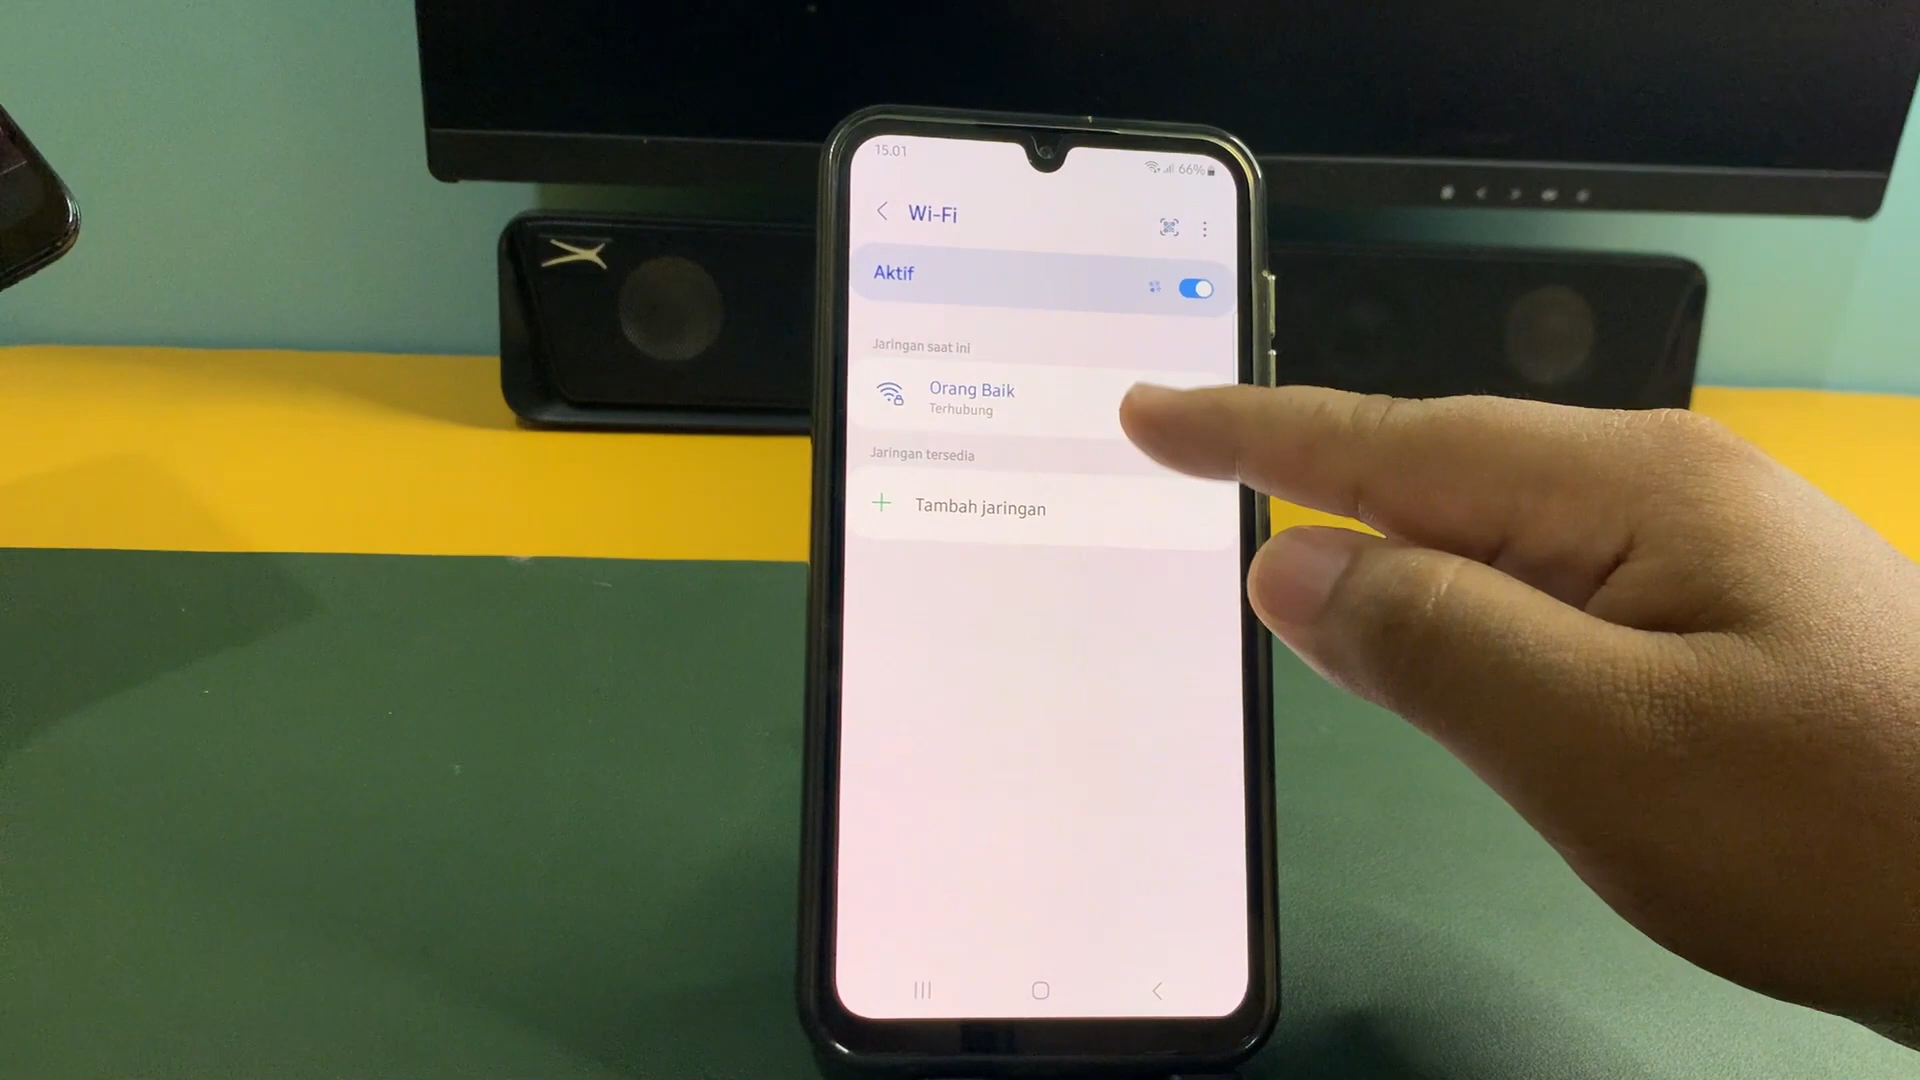 15.01
66%
Wi-Fi
Aktif
Jaringan saat ini
Orang Baik
Terhubung
Jaringan tersedia
Tambah jaringan